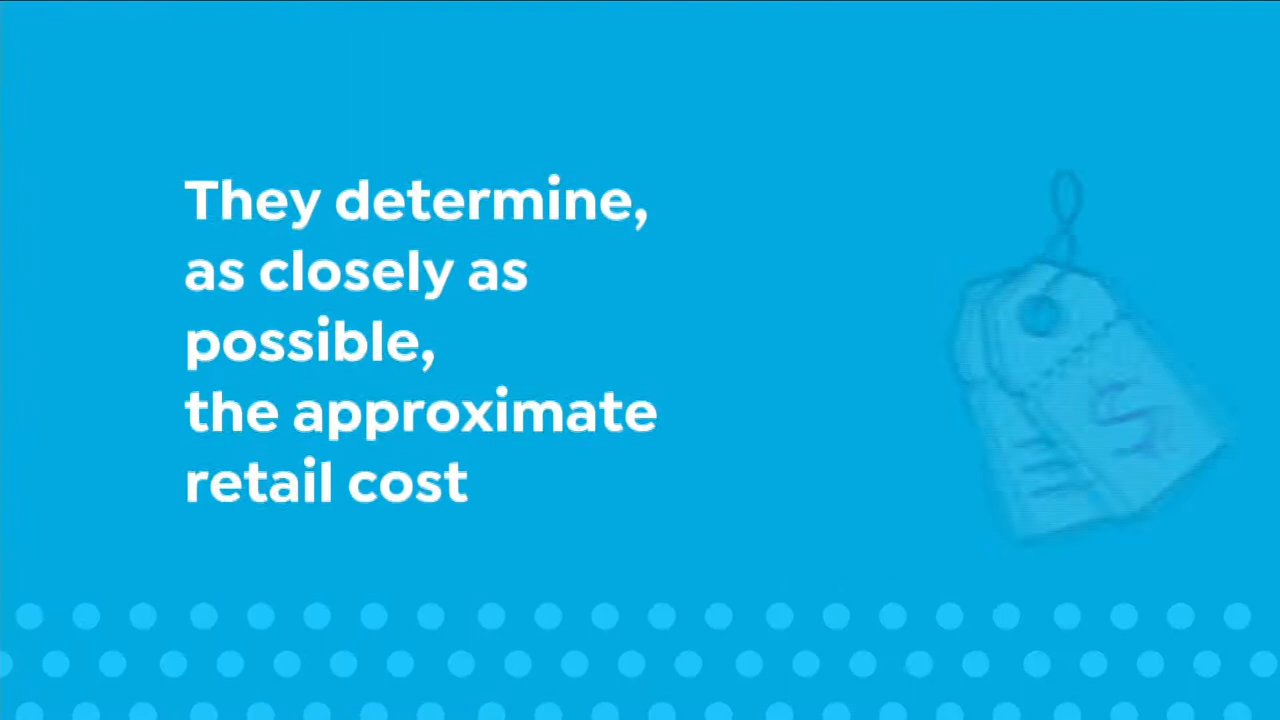 They determine,
as closely as
possible,
the approximate
retail cost